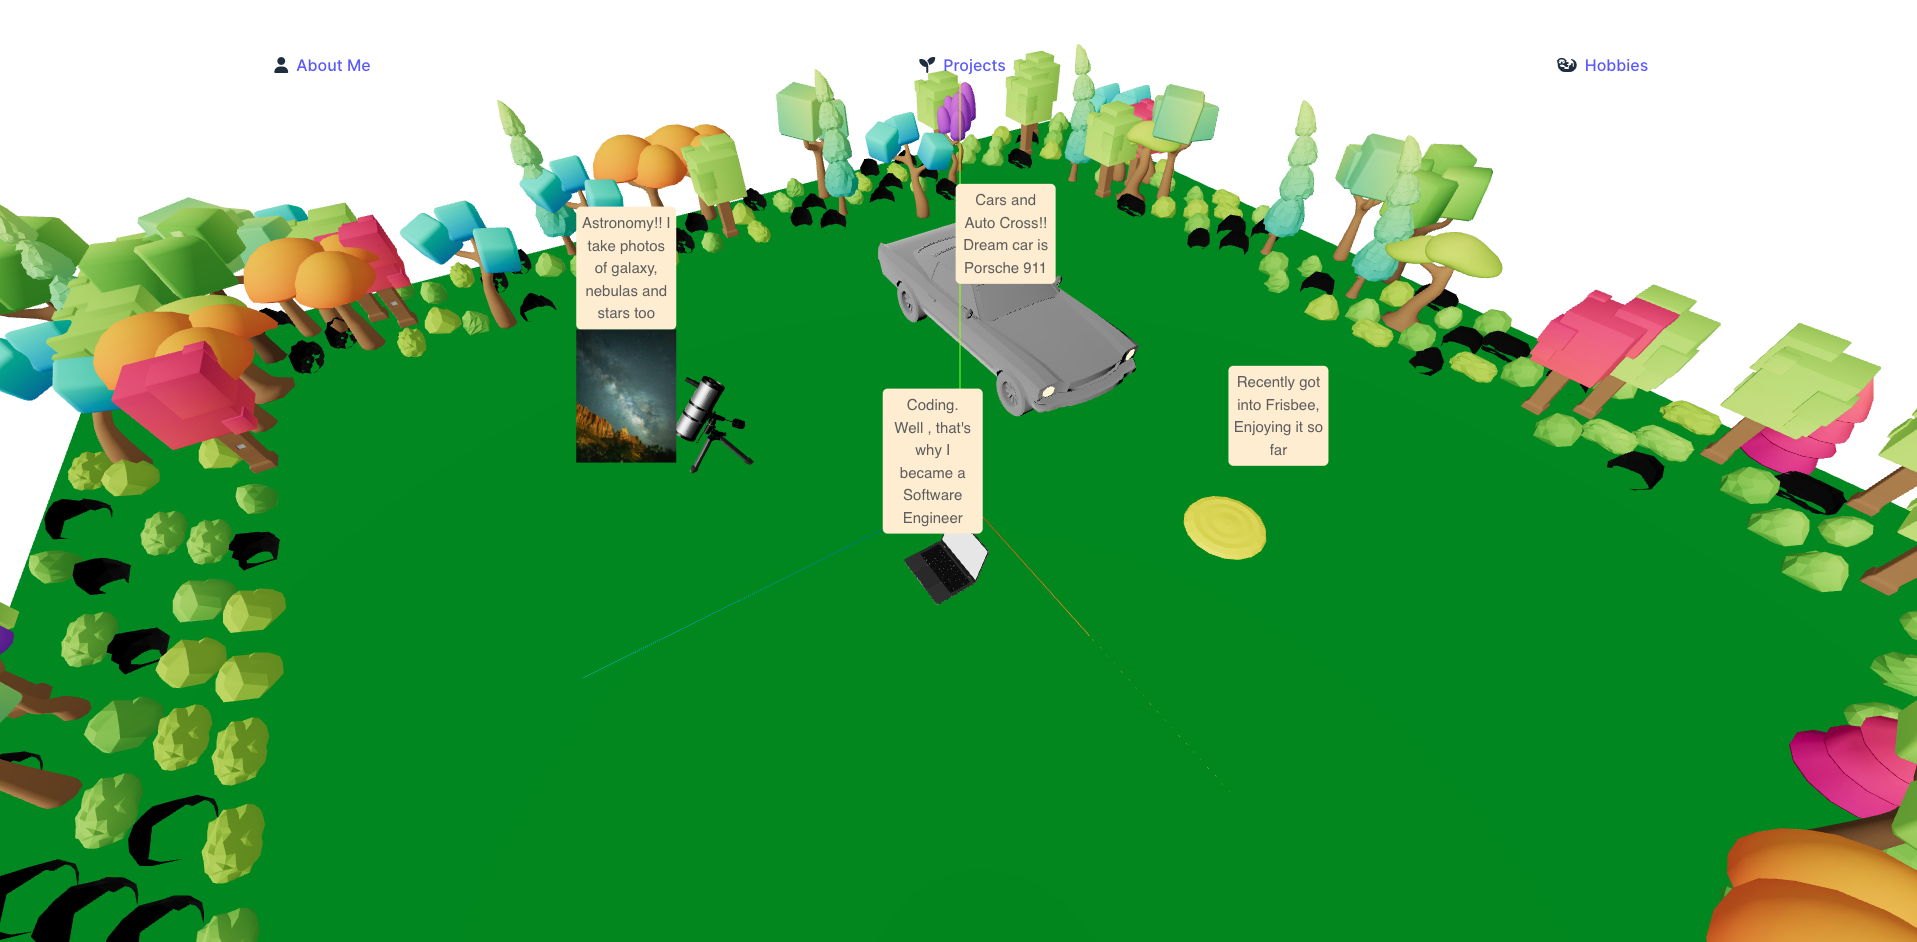 About Me
Projects
Hobbies
Astronomy!! I
take photos
of galaxy,
nebulas and
stars too
Cars and
Auto Cross!!
Dream car is
Porsche 911
Coding.
Well , that's
why I
became a
Software
Engineer
Recently got
into Frisbee,
Enjoying it so
far